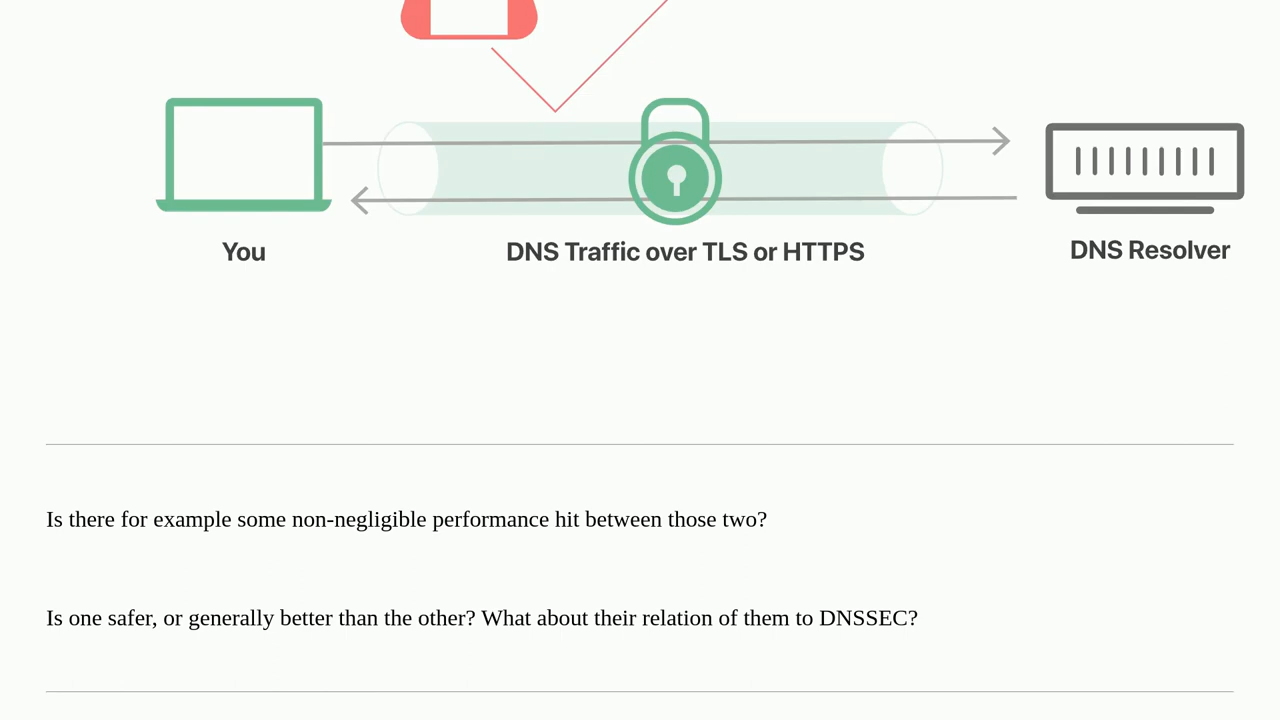 You
DNS Traffic over TLS or HTTPS
DNS Resolver
Is there for example some non-negligible performance hit between those two?
Is one safer, or generally better than the other? What about their relation of them to DNSSEC?